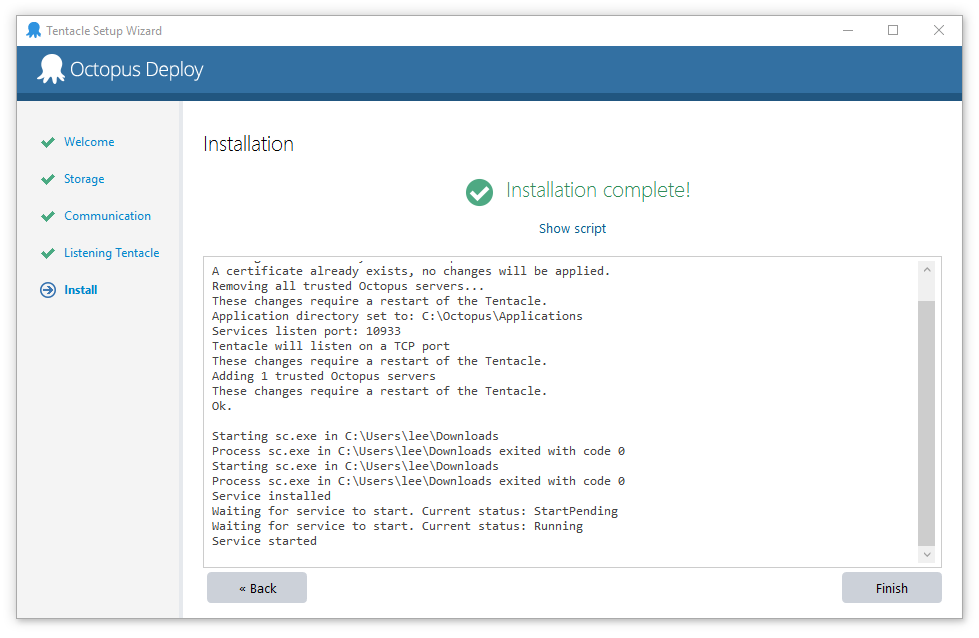 Tentacle Setup Wizard
Octopus Deploy
Welcome
Storage
Communication
Listening Tentacle
Install
Installation
Installation complete!
Show script
A certificate already exists, no changes will be applied.
Removing all trusted Octopus servers...
These changes require a restart of the Tentacle.
Application directory set to: C:\Octopus\Applications
Services listen port: 10933
Tentacle will listen on a TCP port
These changes require a restart of the Tentacle.
Adding 1 trusted Octopus servers
These changes require a restart of the Tentacle.
Ok.
Starting sc.exe in C:\Users\lee\Downloads
Process sc.exe in C:\Users\lee\Downloads exited with code 0
Starting sc.exe in C:\Users\lee\Downloads
Process sc.exe in C:\Users\lee\Downloads exited with code 0
Service installed
Waiting for service to start. Current status: StartPending
Waiting for service to start. Current status: Running
Service started
« Back
Finish